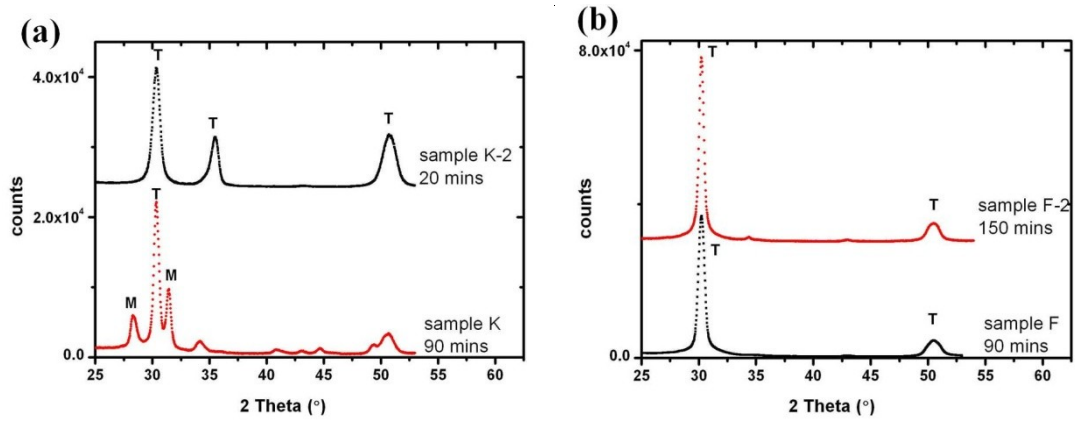 (a)
counts
4.0x10⁴
2.0x10⁴
0.0
T
T
T
sample K-2
20 mins
T
M
M
sample K
90 mins
25 30 35 40 45 50 55 60
2 Theta (°)
(b)
counts
8.0x10⁴
0.0
T
T
sample F-2
150 mins
T
T
sample F
90 mins
25 30 35 40 45 50 55 60
2 Theta (°)